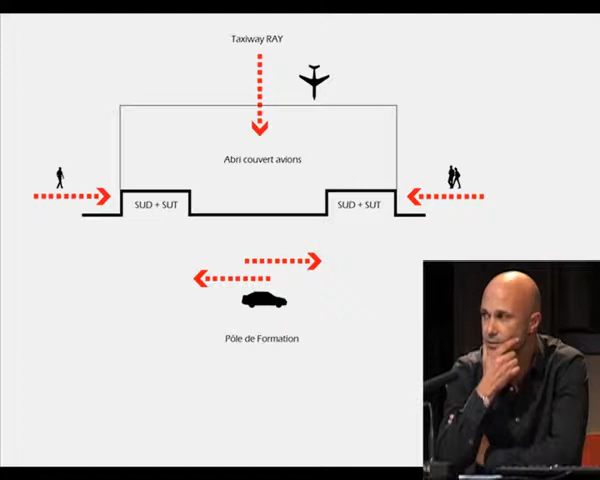 Taxiway RAY
Abri couvert avions
SUD + SUT
SUD + SUT
Pôle de Formation